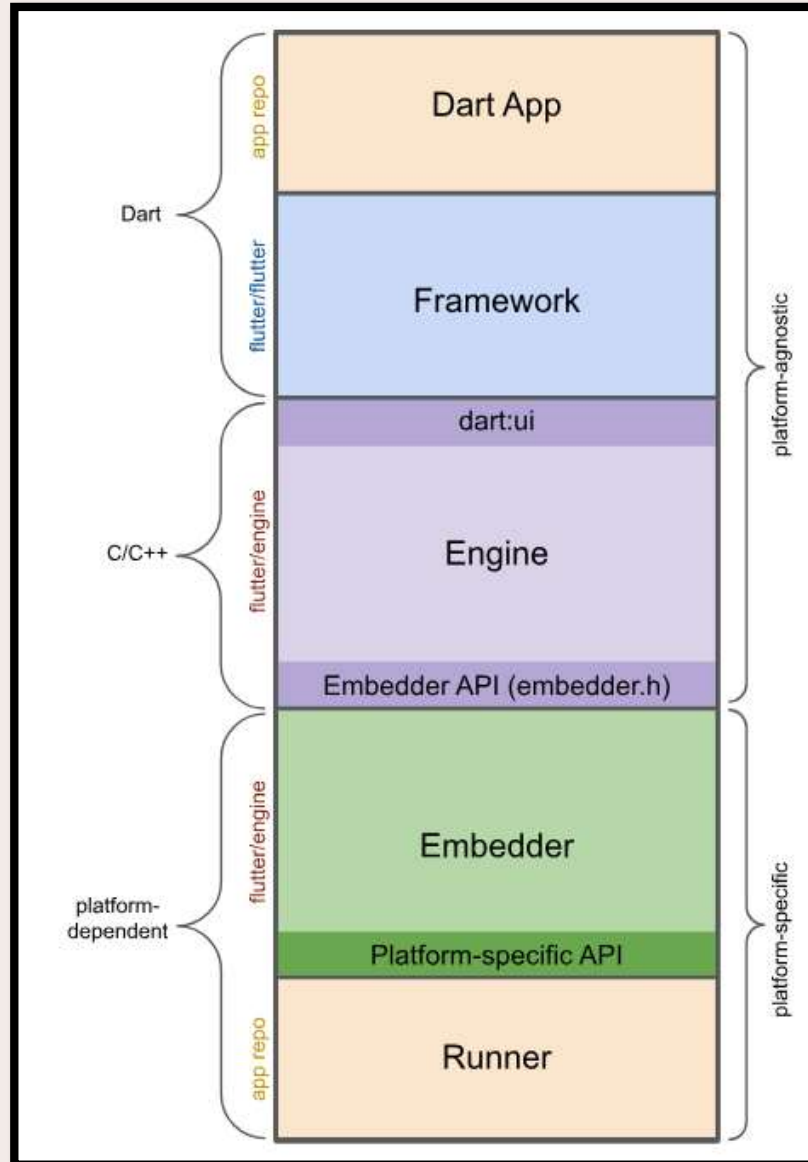 Dart App
Framework
dart:ui
Engine
Embedder API (embedder.h)
Embedder
Platform-specific API
Runner
app repo
flutter/flutter
flutter/engine
flutter/engine
app repo
Dart
C/C++
platform-
dependent
platform-agnostic
platform-specific